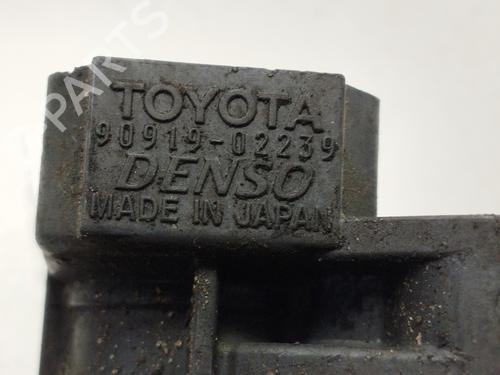 TOYOTA
90919-02239
DENSO
MADE IN JAPAN